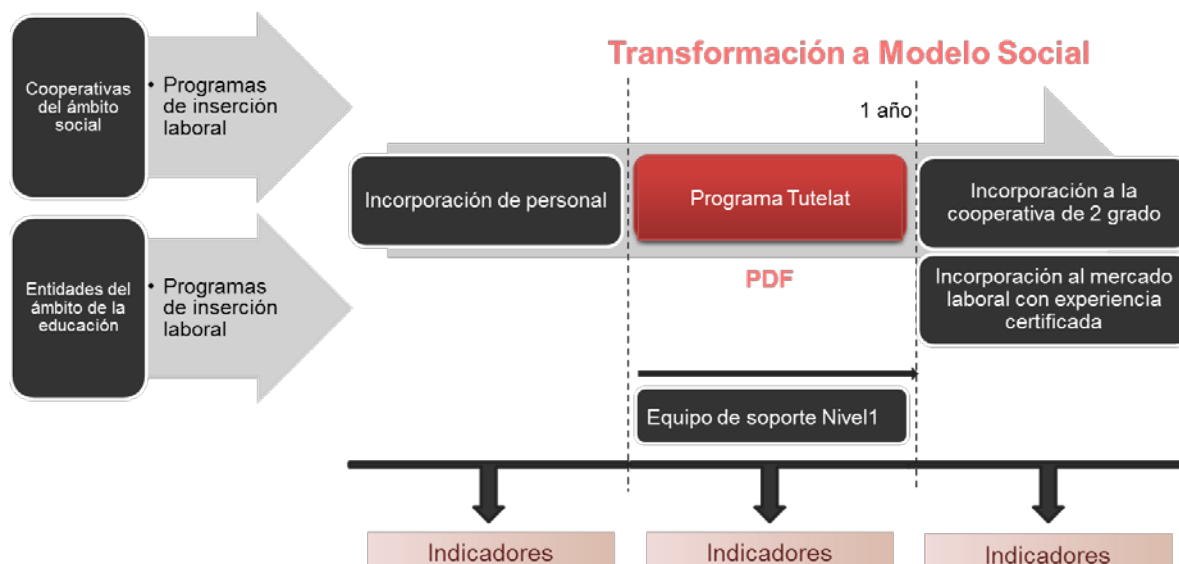 Transformación a Modelo Social
Cooperativas
del ámbito
social
• Programas
de inserción
laboral
1 año
Incorporación de personal
Programa Tutelat
Incorporación a la
cooperativa de 2 grado
Entidades del
ámbito de la
educación
• Programas
de inserción
laboral
PDF
Incorporación al mercado
laboral con experiencia
certificada
Equipo de soporte Nivel1
Indicadores
Indicadores
Indicadores